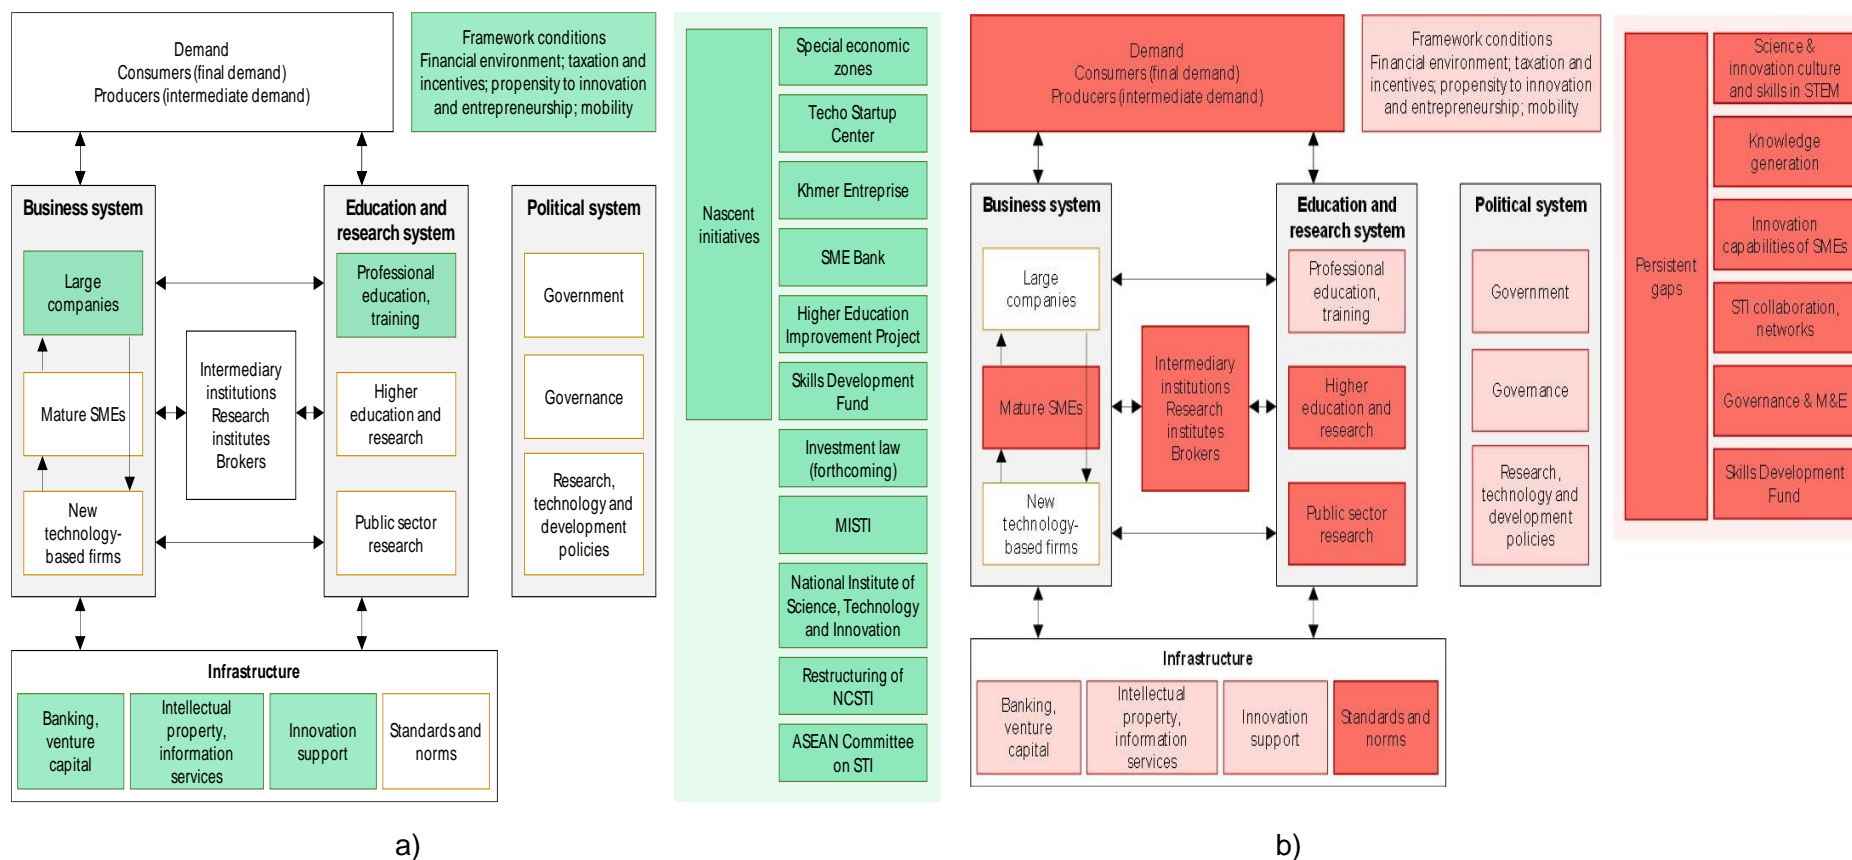 Demand
Consumers (final demand)
Producers (intermediate demand)
Framework conditions
Financial environment; taxation and
incentives; propensity to innovation
and entrepreneurship; mobility
Business system
Large
companies
Mature SMEs
New
technology-
based firms
Intermediary
institutions
Research
institutes
Brokers
Education and
research system
Professional
education,
training
Higher
education and
research
Public sector
research
Political system
Government
Governance
Research,
technology and
development
policies
Infrastructure
Banking,
venture
capital
Intellectual
property,
information
services
Innovation
support
Standards and
norms
Nascent
initiatives
Special economic
zones
Techo Startup
Center
Khmer Entreprise
SME Bank
Higher Education
Improvement Project
Skills Development
Fund
Investment law
(forthcoming)
MISTI
National Institute of
Science, Technology
and Innovation
Restructuring of
NCSTI
ASEAN Committee
on STI
a)
Demand
Consumers (final demand)
Producers (intermediate demand)
Framework conditions
Financial environment; taxation and
incentives; propensity to innovation
and entrepreneurship; mobility
Business system
Large
companies
Mature SMEs
New
technology-
based firms
Intermediary
institutions
Research
institutes
Brokers
Education and
research system
Professional
education,
training
Higher
education and
research
Public sector
research
Political system
Government
Governance
Research,
technology and
development
policies
Infrastructure
Banking,
venture
capital
Intellectual
property,
information
services
Innovation
support
Standards and
norms
Persistent
gaps
Science &
innovation culture
and skills in STEM
Knowledge
generation
Innovation
capabilities of SMEs
STI collaboration,
networks
Governance & M&E
Skills Development
Fund
b)